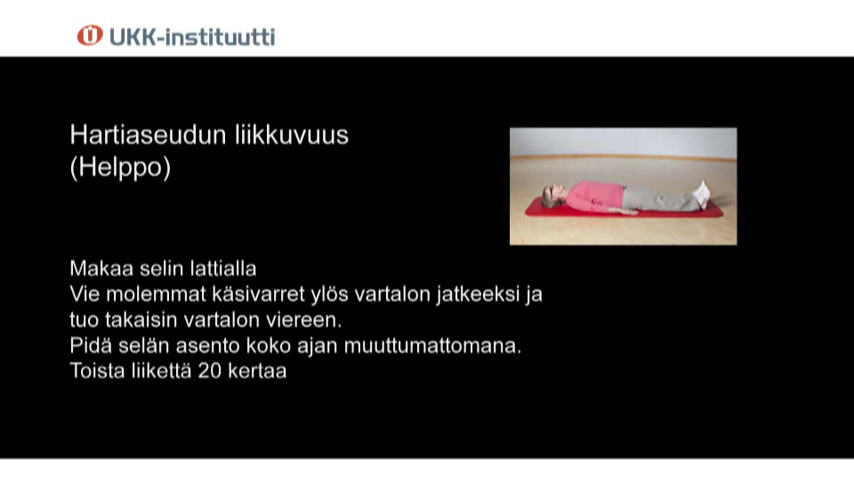 UKK-instituutti
Hartiaseudun liikkuvuus
(Helppo)
Makaa selin lattialla
Vie molemmat käsivarret ylös vartalon jatkeeksi ja
tuo takaisin vartalon viereen.
Pidä selän asento koko ajan muuttumattomana.
Toista liikettä 20 kertaa